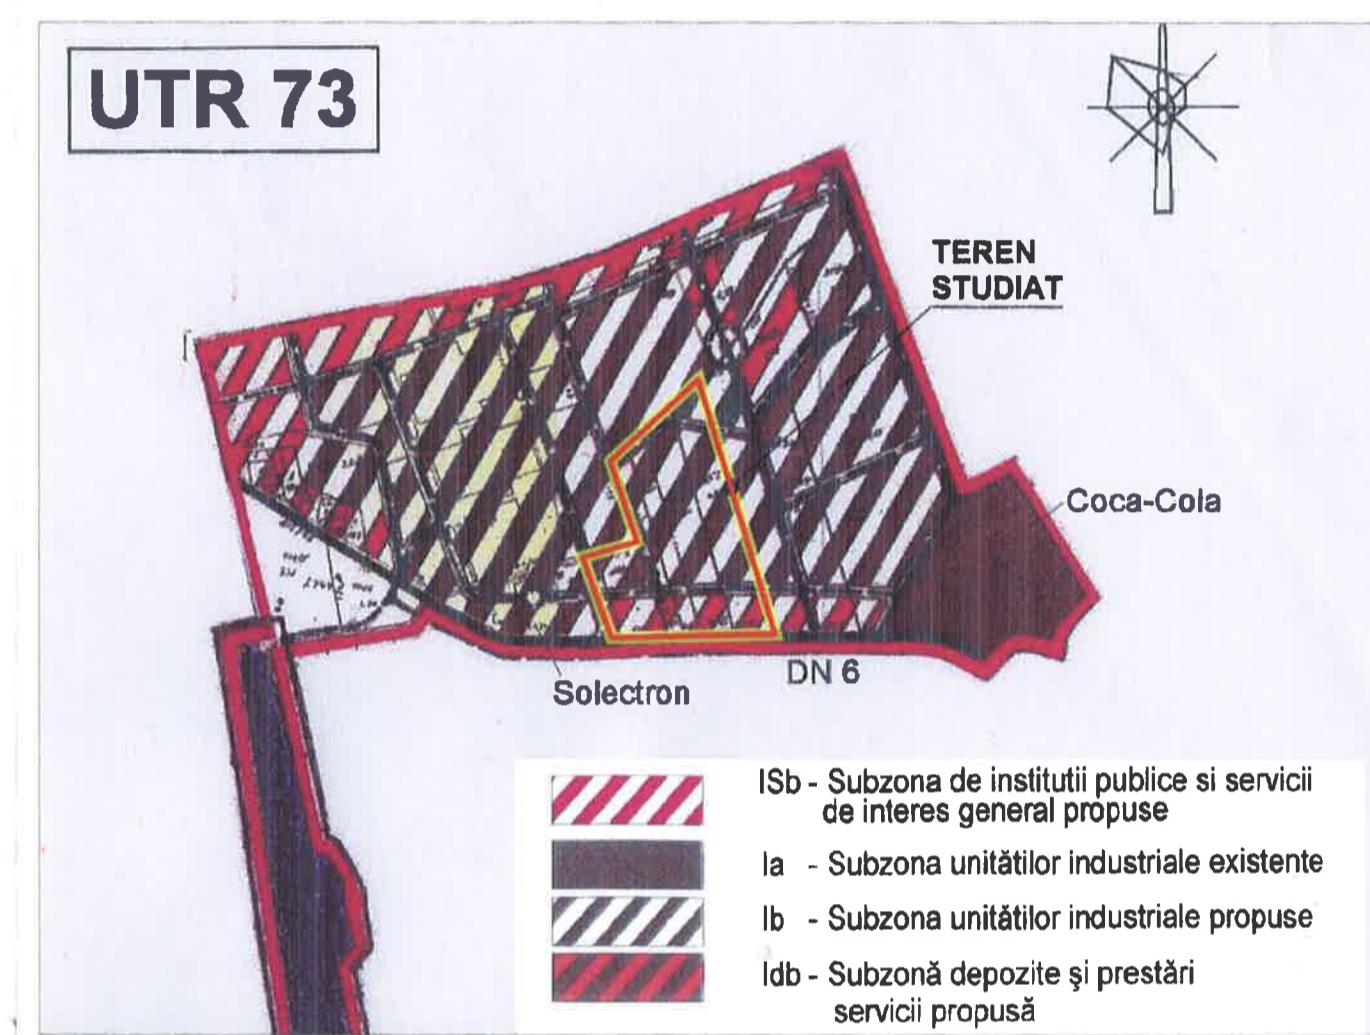 UTR 73
TEREN
STUDIAT
Coca-Cola
DN 6
Solectron
ISb - Subzona de institutii publice si servicii
de interes general propuse
Ia - Subzona unitătilor industriale existente
Ib - Subzona unitătilor industriale propuse
Idb - Subzonă depozite şi prestări
servicii propusă